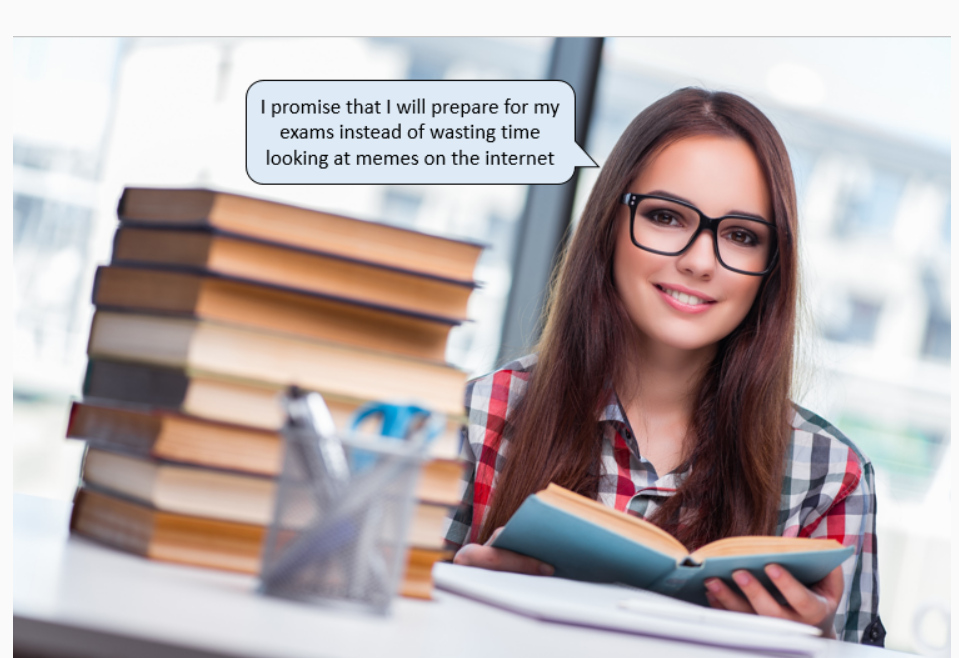 I promise that I will prepare for my
exams instead of wasting time
looking at memes on the internet